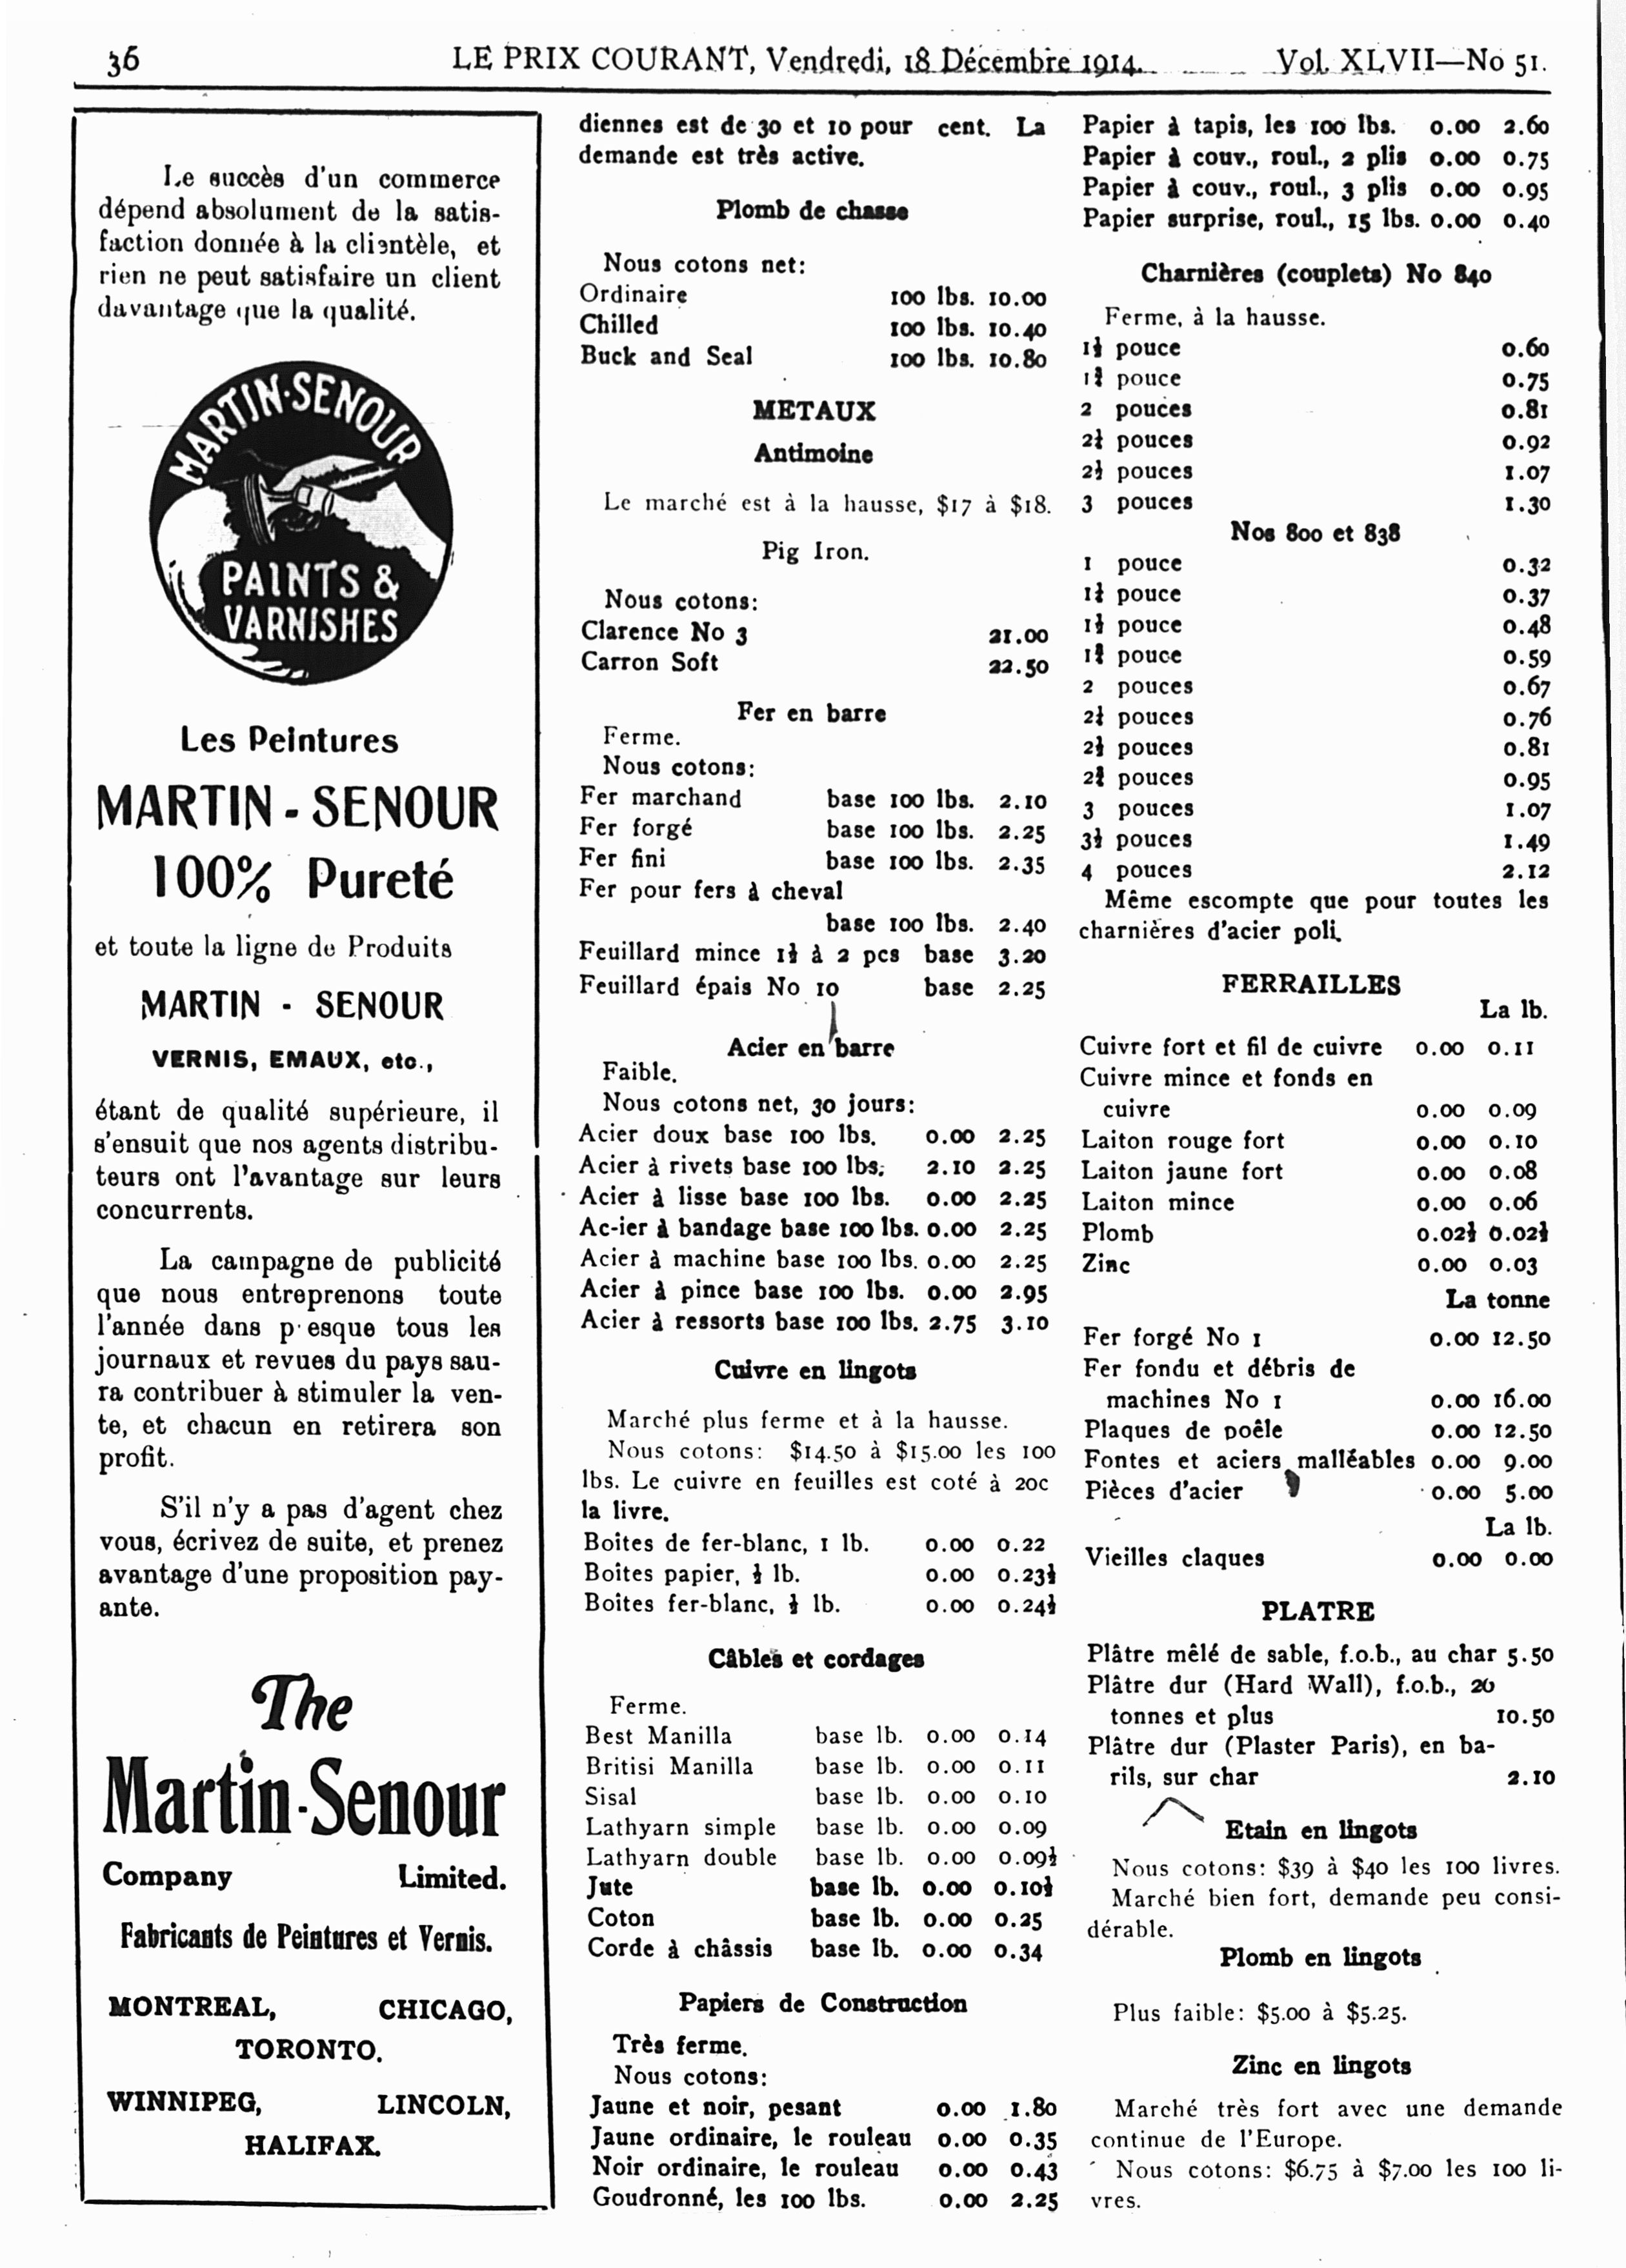 36 LE PRIX COURANT, Vendredi, 18 Décembre 1914. Vol. XLVII—No 51.
Le succès d'un commerce
dépend absolument de la satis-
faction donnée à la clientèle, et
rien ne peut satisfaire un client
davantage que la qualité.
MARTIN-SENOUR
PAINTS &
VARNISHES
Les Peintures
MARTIN - SENOUR
100% Pureté
et toute la ligne de Produits
MARTIN - SENOUR
VERNIS, EMAUX, etc.,
étant de qualité supérieure, il
s'ensuit que nos agents distribu-
teurs ont l'avantage sur leurs
concurrents.
La campagne de publicité
que nous entreprenons toute
l'année dans p esque tous les
journaux et revues du pays sau-
ra contribuer à stimuler la ven-
te, et chacun en retirera son
profit.
S'il n'y a pas d'agent chez
vous, écrivez de suite, et prenez
avantage d'une proposition pay-
ante.
The
Martin-Senour
Company Limited.
Fabricants de Peintures et Vernis.
MONTREAL, CHICAGO,
TORONTO.
WINNIPEG, LINCOLN,
HALIFAX.
diennes est de 30 et 10 pour cent. La
demande est très active.
Plomb de chasse
Nous cotons net:
Ordinaire 100 lbs. 10.00
Chilled 100 lbs. 10.40
Buck and Seal 100 lbs. 10.80
METAUX
Antimoine
Le marché est à la hausse, $17 à $18.
Pig Iron.
Nous cotons:
Clarence No 3 21.00
Carron Soft 22.50
Fer en barre
Ferme.
Nous cotons:
Fer marchand base 100 lbs. 2.10
Fer forgé base 100 lbs. 2.25
Fer fini base 100 lbs. 2.35
Fer pour fers à cheval
base 100 lbs. 2.40
Feuillard mince 1½ à 2 pcs base 3.20
Feuillard épais No 10 base 2.25
Acier en barre
Faible.
Nous cotons net, 30 jours:
Acier doux base 100 lbs. 0.00 2.25
Acier à rivets base 100 lbs. 2.10 2.25
Acier à lisse base 100 lbs. 0.00 2.25
Ac-ier à bandage base 100 lbs. 0.00 2.25
Acier à machine base 100 lbs. 0.00 2.25
Acier à pince base 100 lbs. 0.00 2.95
Acier à ressorts base 100 lbs. 2.75 3.10
Cuivre en lingots
Marché plus ferme et à la hausse.
Nous cotons: $14.50 à $15.00 les 100
lbs. Le cuivre en feuilles est coté à 20c
la livre.
Boîtes de fer-blanc, 1 lb. 0.00 0.22
Boîtes papier, ½ lb. 0.00 0.23½
Boîtes fer-blanc, ½ lb. 0.00 0.24½
Câbles et cordages
Ferme.
Best Manilla base lb. 0.00 0.14
Britisi Manilla base lb. 0.00 0.11
Sisal base lb. 0.00 0.10
Lathyarn simple base lb. 0.00 0.09
Lathyarn double base lb. 0.00 0.09½
Jute base lb. 0.00 0.10½
Coton base lb. 0.00 0.25
Corde à châssis base lb. 0.00 0.34
Papiers de Construction
Très ferme.
Nous cotons:
Jaune et noir, pesant 0.00 1.80
Jaune ordinaire, le rouleau 0.00 0.35
Noir ordinaire, le rouleau 0.00 0.43
Goudronné, les 100 lbs. 0.00 2.25
Papier à tapis, les 100 lbs. 0.00 2.60
Papier à couv., roul., 2 plis 0.00 0.75
Papier à couv., roul., 3 plis 0.00 0.95
Papier surprise, roul., 15 lbs. 0.00 0.40
Charnières (couplets) No 840
Ferme, à la hausse.
1½ pouce 0.60
1¾ pouce 0.75
2 pouces 0.81
2¼ pouces 0.92
2½ pouces 1.07
3 pouces 1.30
Nos 800 et 838
1 pouce 0.32
1¼ pouce 0.37
1½ pouce 0.48
1¾ pouce 0.59
2 pouces 0.67
2¼ pouces 0.76
2½ pouces 0.81
2¾ pouces 0.95
3 pouces 1.07
3½ pouces 1.49
4 pouces 2.12
Même escompte que pour toutes les
charnières d'acier poli.
FERRAILLES
La lb.
Cuivre fort et fil de cuivre 0.00 0.11
Cuivre mince et fonds en
cuivre 0.00 0.09
Laiton rouge fort 0.00 0.10
Laiton jaune fort 0.00 0.08
Laiton mince 0.00 0.06
Plomb
Zinc 0.00 0.03
La tonne
Fer forgé No 1 0.00 12.50
Fer fondu et débris de
machines No 1 0.00 16.00
Plaques de poêle 0.00 12.50
Fontes et aciers malléables 0.00 9.00
Pièces d'acier 0.00 5.00
La lb.
Vieilles claques 0.00 0.00
PLATRE
Plâtre mêlé de sable, f.o.b., au char 5.50
Plâtre dur (Hard Wall), f.o.b., 20
tonnes et plus 10.50
Plâtre dur (Plaster Paris), en ba-
rils, sur char 2.10
Etain en lingots
Nous cotons: $39 à $40 les 100 livres.
Marché bien fort, demande peu consi-
dérable.
Plomb en lingots
Plus faible: $5.00 à $5.25.
Zinc en lingots
Marché très fort avec une demande
continue de l'Europe.
Nous cotons: $6.75 à $7.00 les 100 li-
vres.